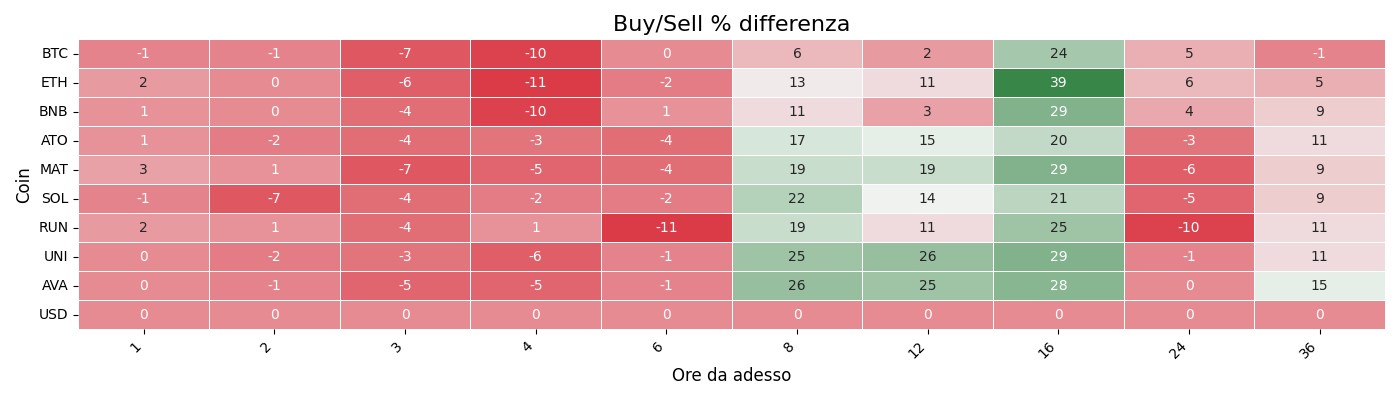 Buy/Sell % differenza
Coin
BTC -1 -1 -7 -10 0 6 2 24 5 -1
ETH 2 0 -6 -11 -2 13 11 39 6 5
BNB 1 0 -4 -10 1 11 3 29 4 9
ATO 1 -2 -4 -3 -4 17 15 20 -3 11
MAT 3 1 -7 -5 -4 19 19 29 -6 9
SOL -1 -7 -4 -2 -2 22 14 21 -5 9
RUN 2 1 -4 1 -11 19 11 25 -10 11
UNI 0 -2 -3 -6 -1 25 26 29 -1 11
AVA 0 -1 -5 -5 -1 26 25 28 0 15
USD 0 0 0 0 0 0 0 0 0 0
1 2 3 4 6 8 12 16 24 36
Ore da adesso